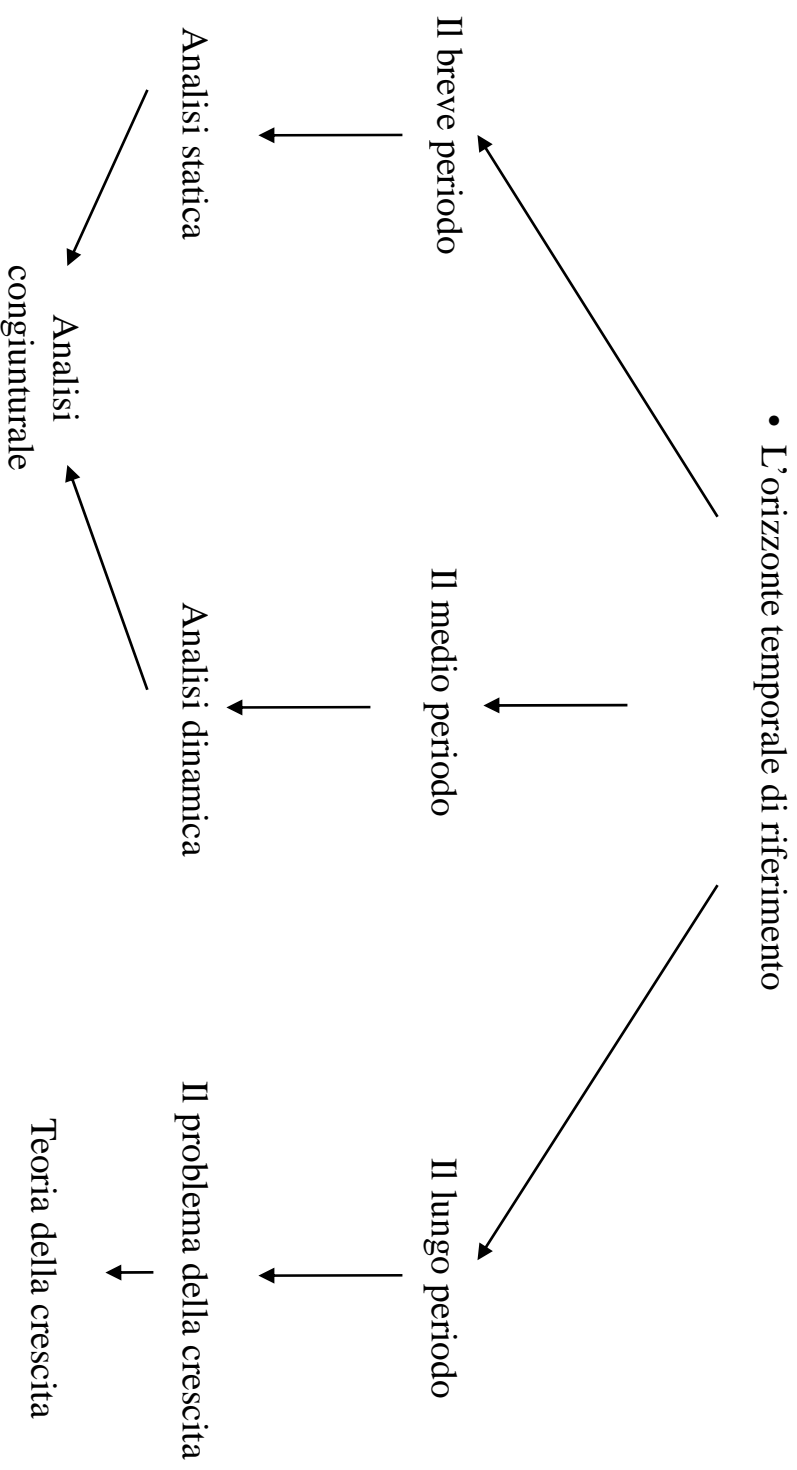 • L’orizzonte temporale di riferimento
Il breve periodo
Il medio periodo
Il lungo periodo
Analisi statica
Analisi dinamica
Il problema della crescita
Analisi
congiunturale
Teoria della crescita